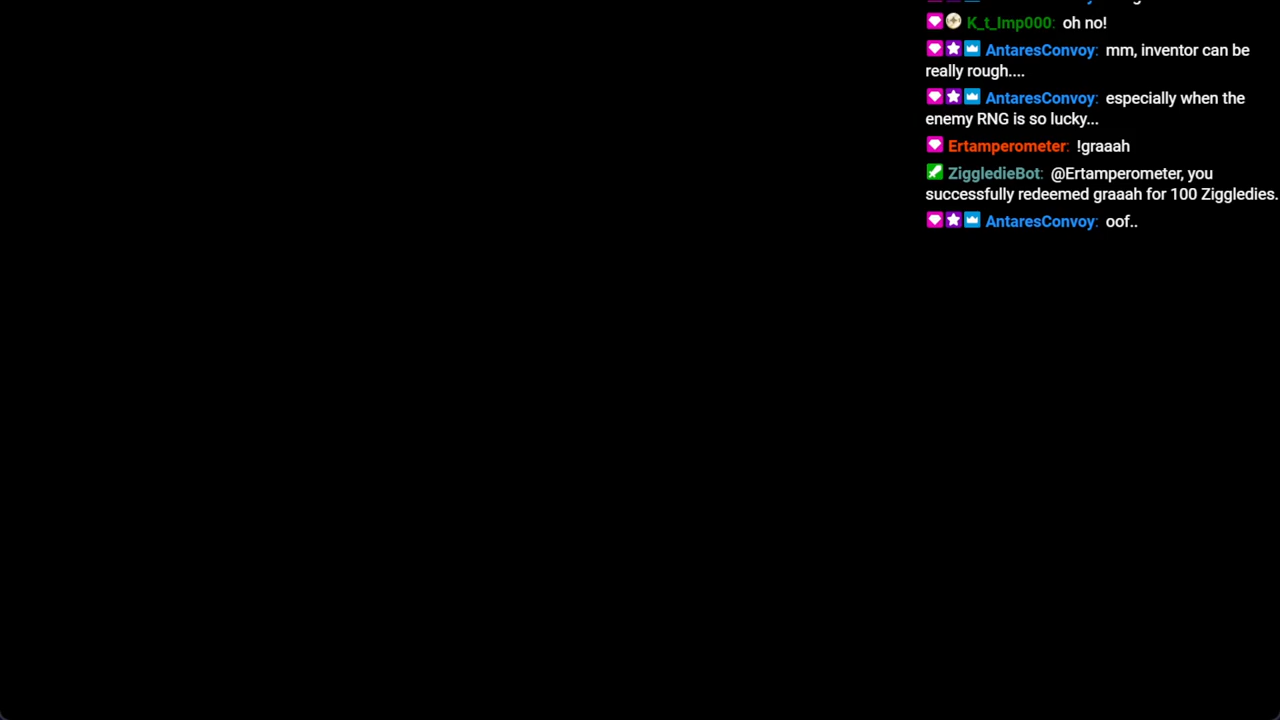 K_t_Imp000: oh no!
AntaresConvoy: mm, inventor can be
really rough....
AntaresConvoy: especially when the
enemy RNG is so lucky...
Ertamperometer: !graaah
ZiggledieBot: @Ertamperometer, you
successfully redeemed graaah for 100 Ziggledies.
AntaresConvoy: oof..